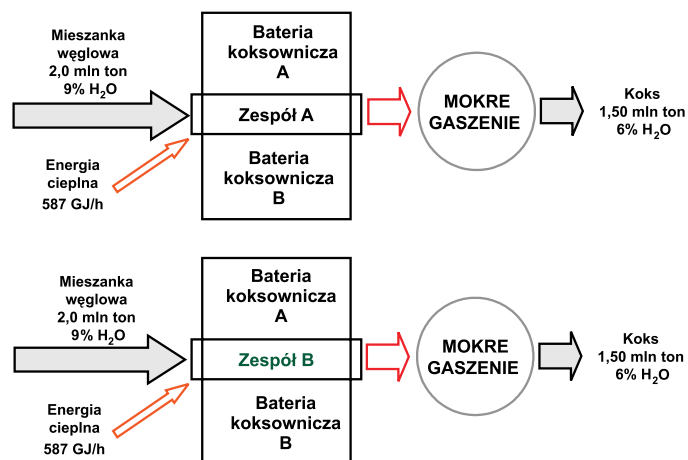 Mieszanka
węglowa
2,0 mln ton
9% H₂O
Bateria
koksownicza
A
Zespół A
Bateria
koksownicza
B
Energia
cieplna
587 GJ/h
MOKRE
GASZENIE
Koks
1,50 mln ton
6% H₂O
Mieszanka
węglowa
2,0 mln ton
9% H₂O
Bateria
koksownicza
A
Zespół B
Bateria
koksownicza
B
Energia
cieplna
587 GJ/h
MOKRE
GASZENIE
Koks
1,50 mln ton
6% H₂O